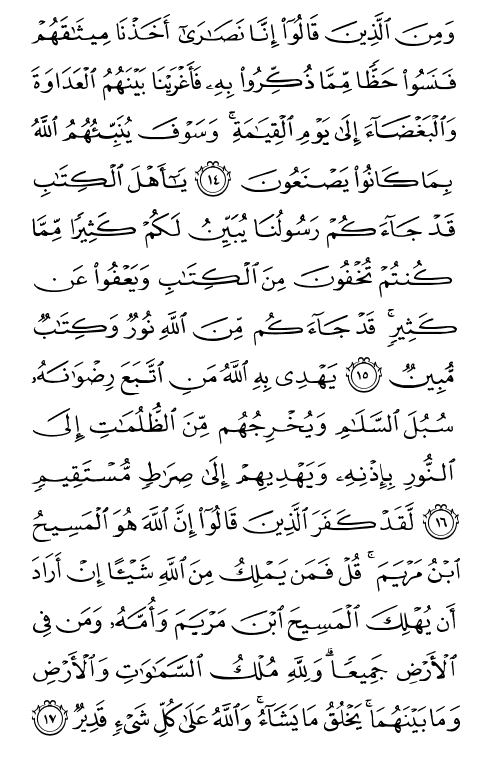 وَمِنَ ٱلَّذِينَ قَالُوٓا۟ إِنَّا نَصَـٰرَىٰٓ أَخَذْنَا مِيثَـٰقَهُمْ
فَنَسُوا۟ حَظًّا مِّمَّا ذُكِّرُوا۟ بِهِۦ فَأَغْرَيْنَا بَيْنَهُمُ ٱلْعَدَاوَةَ
وَٱلْبَغْضَآءَ إِلَىٰ يَوْمِ ٱلْقِيَـٰمَةِ ۚ وَسَوْفَ يُنَبِّئُهُمُ ٱللَّهُ
بِمَا كَانُوا۟ يَصْنَعُونَ ١٤ يَـٰٓأَهْلَ ٱلْكِتَـٰبِ
قَدْ جَآءَكُمْ رَسُولُنَا يُبَيِّنُ لَكُمْ كَثِيرًا مِّمَّا
كُنتُمْ تُخْفُونَ مِنَ ٱلْكِتَـٰبِ وَيَعْفُوا۟ عَن
كَثِيرٍ ۚ قَدْ جَآءَكُم مِّنَ ٱللَّهِ نُورٌ وَكِتَـٰبٌ
مُّبِينٌ ١٥ يَهْدِى بِهِ ٱللَّهُ مَنِ ٱتَّبَعَ رِضْوَٰنَهُۥ
سُبُلَ ٱلسَّلَـٰمِ وَيُخْرِجُهُم مِّنَ ٱلظُّلُمَـٰتِ إِلَى
ٱلنُّورِ بِإِذْنِهِۦ وَيَهْدِيهِمْ إِلَىٰ صِرَٰطٍ مُّسْتَقِيمٍ
١٦ لَّقَدْ كَفَرَ ٱلَّذِينَ قَالُوٓا۟ إِنَّ ٱللَّهَ هُوَ ٱلْمَسِيحُ
ٱبْنُ مَرْيَمَ ۚ قُلْ فَمَن يَمْلِكُ مِنَ ٱللَّهِ شَيْـًٔا إِنْ أَرَادَ
أَن يُهْلِكَ ٱلْمَسِيحَ ٱبْنَ مَرْيَمَ وَأُمَّهُۥ وَمَن فِى
ٱلْأَرْضِ جَمِيعًا ۗ وَلِلَّهِ مُلْكُ ٱلسَّمَـٰوَٰتِ وَٱلْأَرْضِ
وَمَا بَيْنَهُمَا ۚ يَخْلُقُ مَا يَشَآءُ ۚ وَٱللَّهُ عَلَىٰ كُلِّ شَىْءٍ قَدِيرٌ ١٧